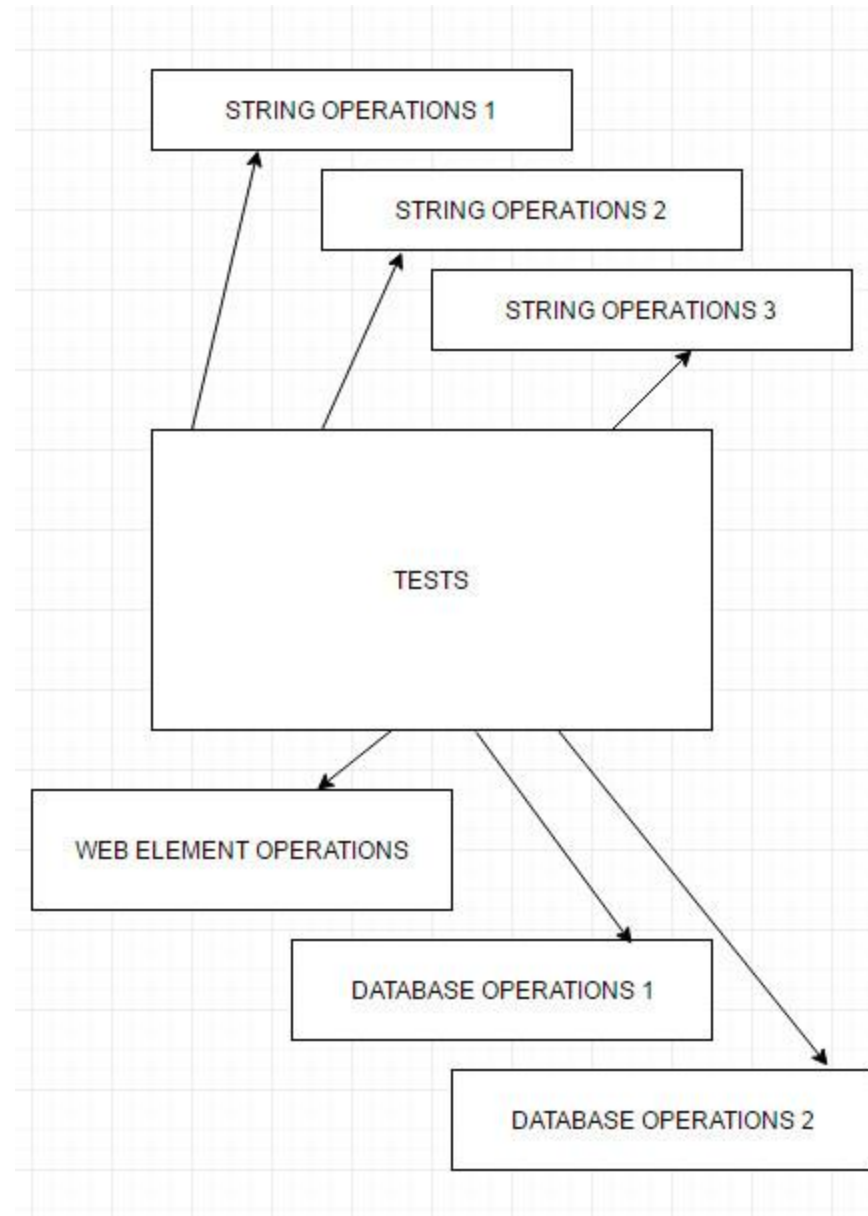 STRING OPERATIONS 1
STRING OPERATIONS 2
STRING OPERATIONS 3
TESTS
WEB ELEMENT OPERATIONS
DATABASE OPERATIONS 1
DATABASE OPERATIONS 2